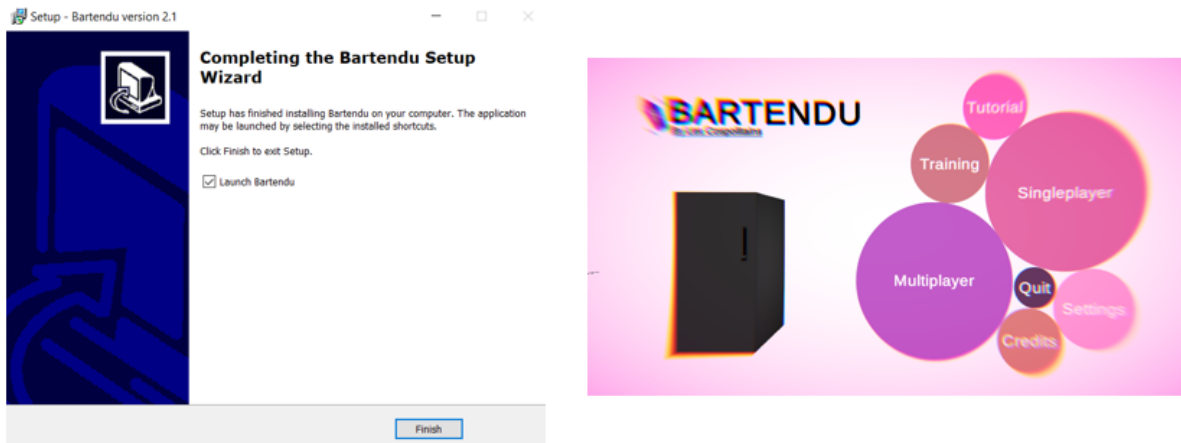 Setup - Bartendu version 2.1
Completing the Bartendu Setup
Wizard
Setup has finished installing Bartendu on your computer. The application
may be launched by selecting the installed shortcuts.
Click Finish to exit Setup.
Launch Bartendu
Finish
BARTENDU
Tutorial
Training
Singleplayer
Multiplayer
Quit
Settings
Credits